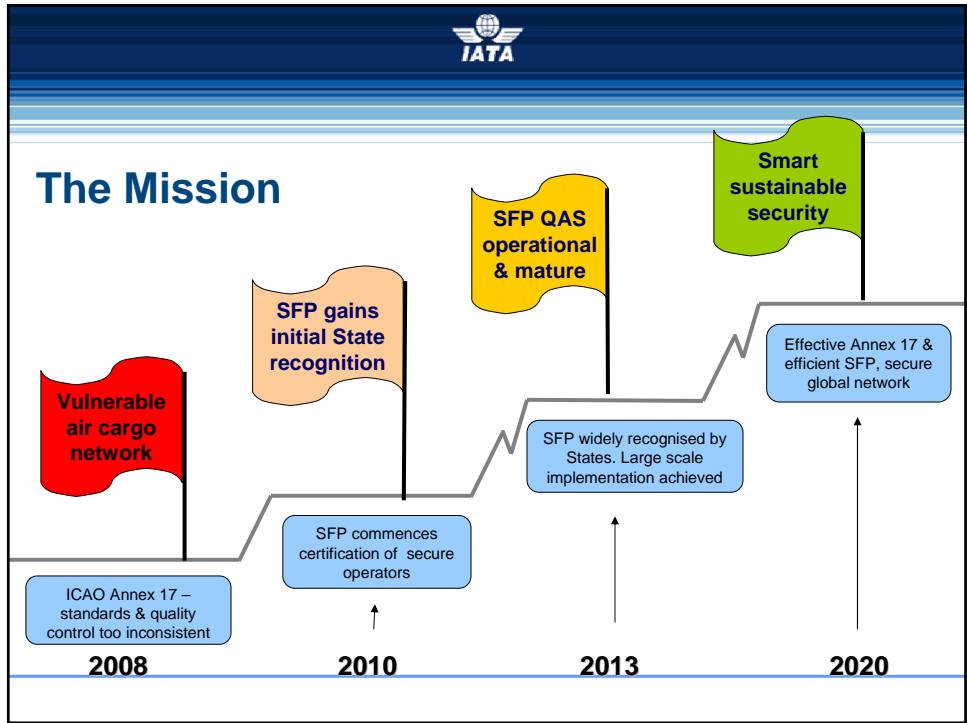 IATA
The Mission
Vulnerable
air cargo
network
SFP gains
initial State
recognition
SFP QAS
operational
& mature
Smart
sustainable
security
ICAO Annex 17 –
standards & quality
control too inconsistent
SFP commences
certification of secure
operators
SFP widely recognised by
States. Large scale
implementation achieved
Effective Annex 17 &
efficient SFP, secure
global network
2008
2010
2013
2020